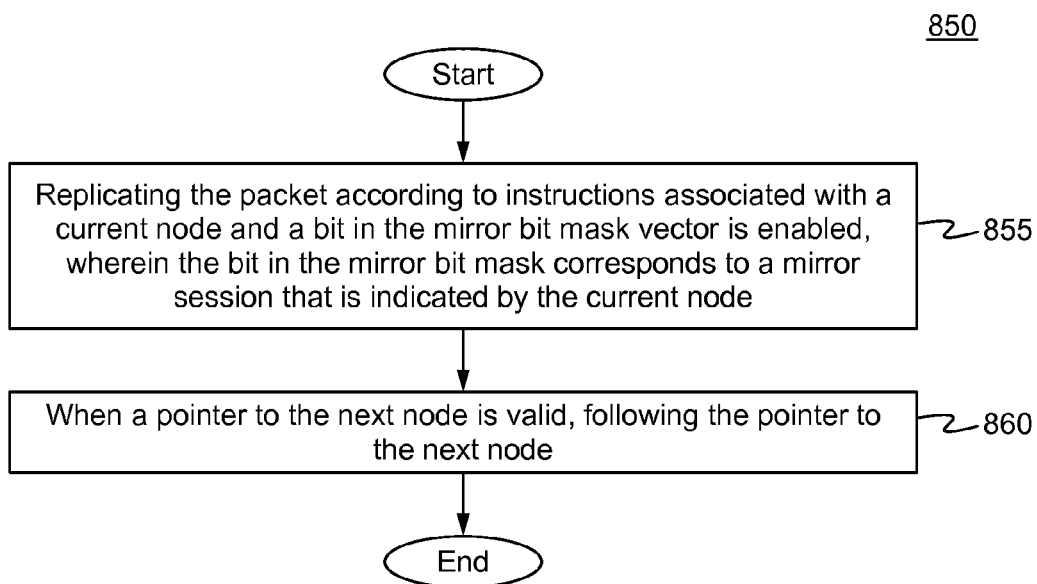 850
Start
Replicating the packet according to instructions associated with a
current node and a bit in the mirror bit mask vector is enabled,
wherein the bit in the mirror bit mask corresponds to a mirror
session that is indicated by the current node
855
When a pointer to the next node is valid, following the pointer to
the next node
860
End